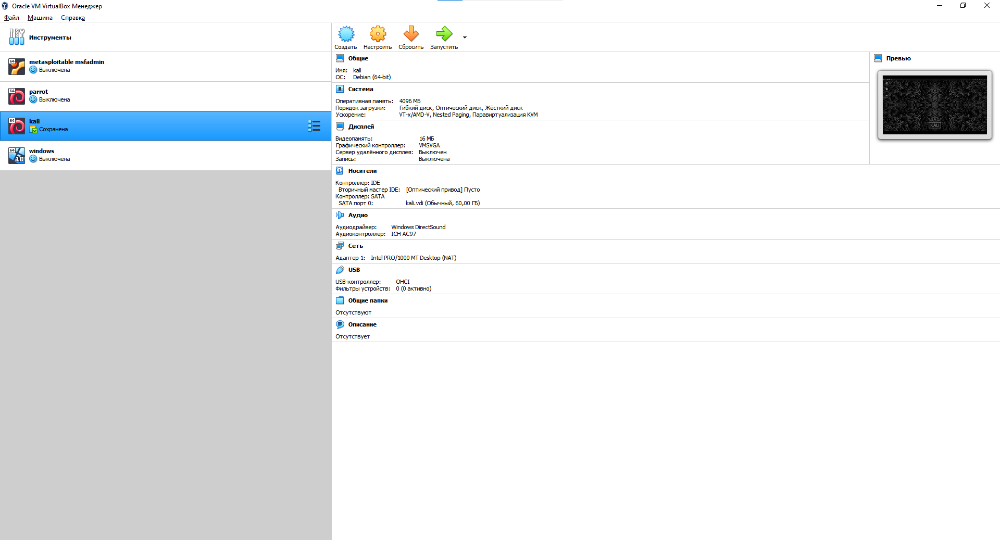 Oracle VM VirtualBox Менеджер
Файл Машина Справка
Инструменты
64
metasploitable msfadmin
Выключена
64
parrot
Выключена
64
kali
Сохранена
64
10
windows
Выключена
Создать Настроить Сбросить Запустить
Общие
Имя: kali
ОС: Debian (64-bit)
Система
Оперативная память: 4096 МБ
Порядок загрузки: Гибкий диск, Оптический диск, Жёсткий диск
Ускорение: VT-x/AMD-V, Nested Paging, Паравиртуализация KVM
Дисплей
Видеопамять: 16 МБ
Графический контроллер: VMSVGA
Сервер удалённого дисплея: Выключен
Запись: Выключена
Превью
KALI
Носители
Контроллер: IDE
Вторичный мастер IDE: [Оптический привод] Пусто
Контроллер: SATA
SATA порт 0: kali.vdi (Обычный, 60,00 ГБ)
Аудио
Аудиодрайвер: Windows DirectSound
Аудиоконтроллер: ICH AC97
Сеть
Адаптер 1: Intel PRO/1000 MT Desktop (NAT)
USB
USB-контроллер: OHCI
Фильтры устройств: 0 (0 активно)
Общие папки
Отсутствуют
Описание
Отсутствует